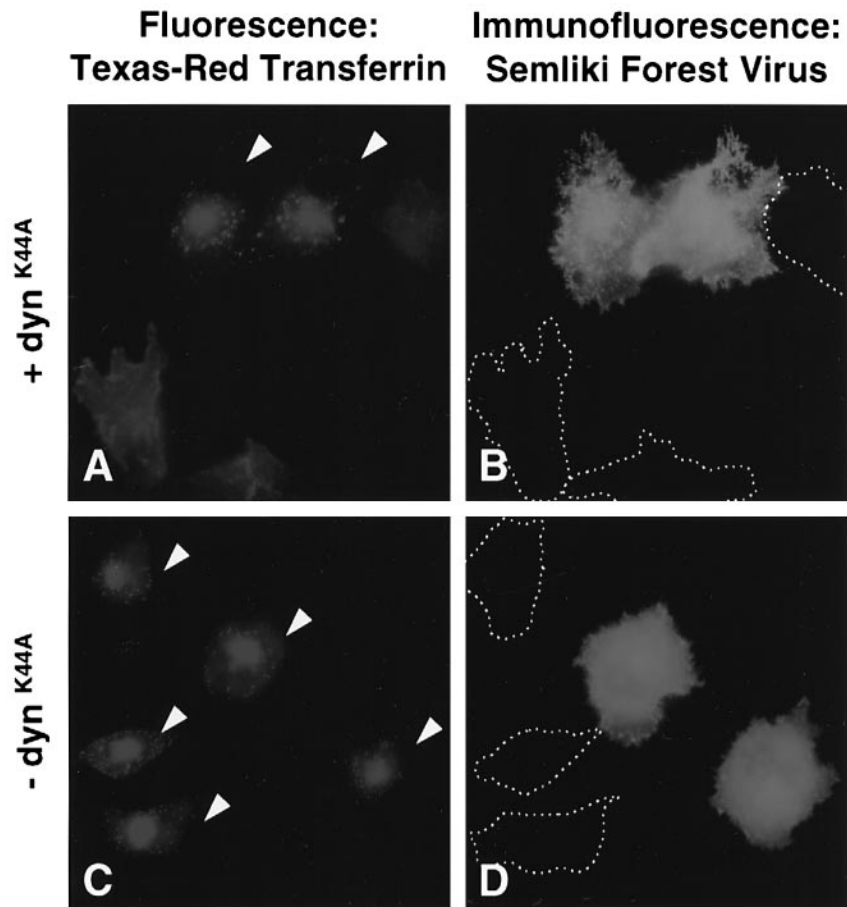 Fluorescence:
Texas-Red Transferrin
Immunofluorescence:
Semliki Forest Virus
+ dyn K44A
A
B
- dyn K44A
C
D